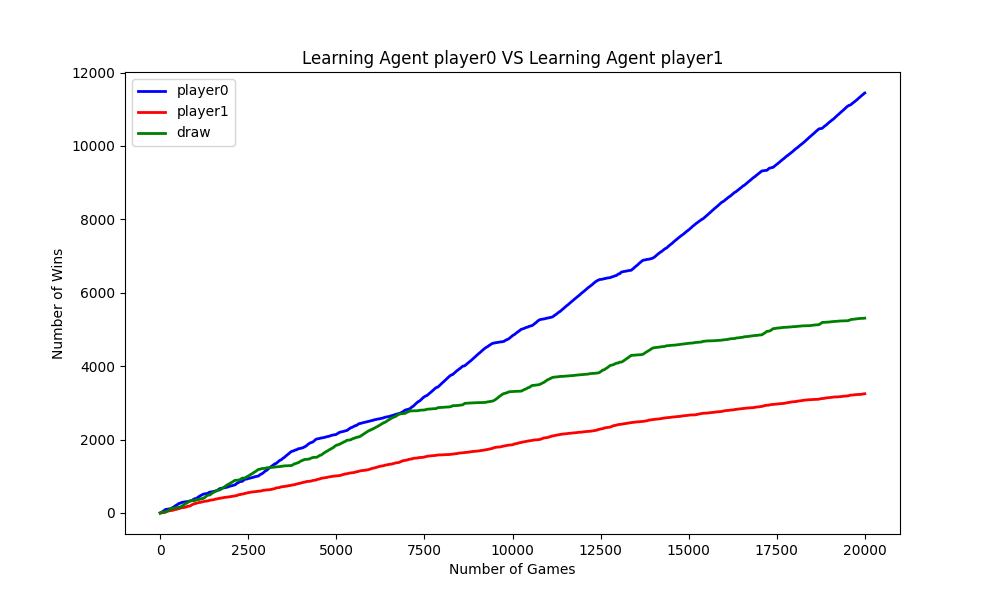 Learning Agent player0 VS Learning Agent player1
12000
10000
8000
6000
4000
2000
0
Number of Wins
player0
player1
draw
0 2500 5000 7500 10000 12500 15000 17500 20000
Number of Games